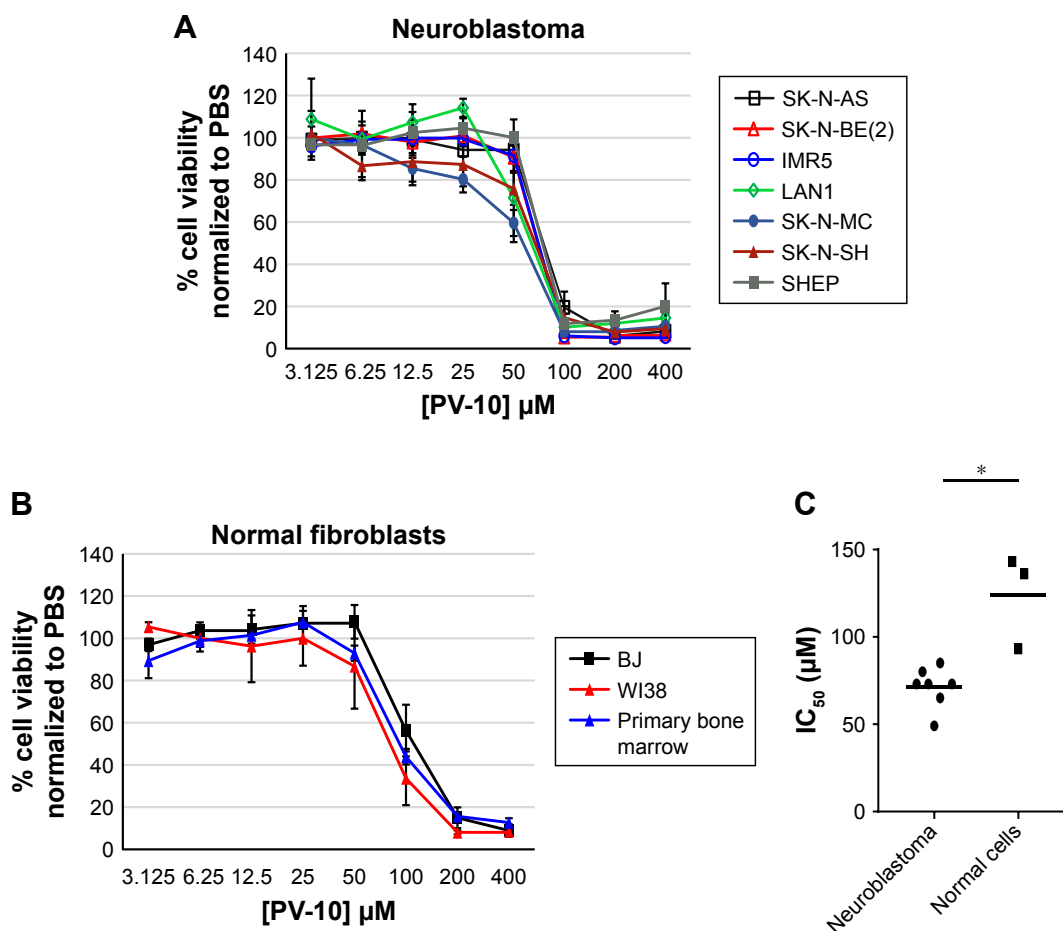 A
Neuroblastoma
% cell viability
normalized to PBS
140
120
100
80
60
40
20
0
3.125 6.25 12.5 25 50 100 200 400
[PV-10] µM
SK-N-AS
SK-N-BE(2)
IMR5
LAN1
SK-N-MC
SK-N-SH
SHEP
B
Normal fibroblasts
% cell viability
normalized to PBS
140
120
100
80
60
40
20
0
3.125 6.25 12.5 25 50 100 200 400
[PV-10] µM
BJ
WI38
Primary bone
marrow
C
*
IC50 (µM)
150
100
50
0
Neuroblastoma
Normal cells